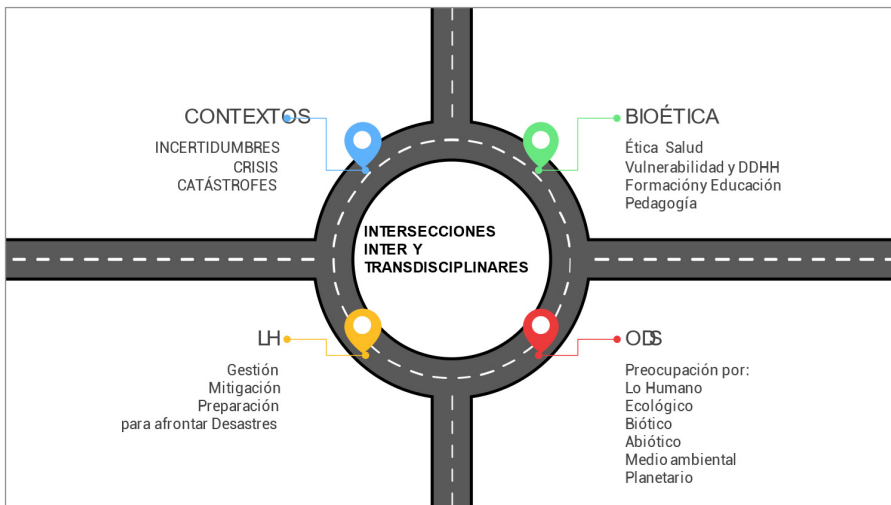 CONTEXTOS
INCERTIDUMBRES
CRISIS
CATÁSTROFES
BIOÉTICA
Ética Salud
Vulnerabilidad y DDHH
Formación y Educación
Pedagogía
INTERSECCIONES
INTER Y
TRANSDISCIPLINARES
LH
Gestión
Mitigación
Preparación
para afrontar Desastres
ODS
Preocupación por:
Lo Humano
Ecológico
Biótico
Abiótico
Medio ambiental
Planetario